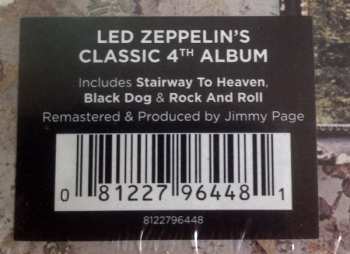 LED ZEPPELIN'S
CLASSIC 4TH ALBUM
Includes Stairway To Heaven,
Black Dog & Rock And Roll
Remastered & Produced by Jimmy Page
0 81227 96448 1
8122796448